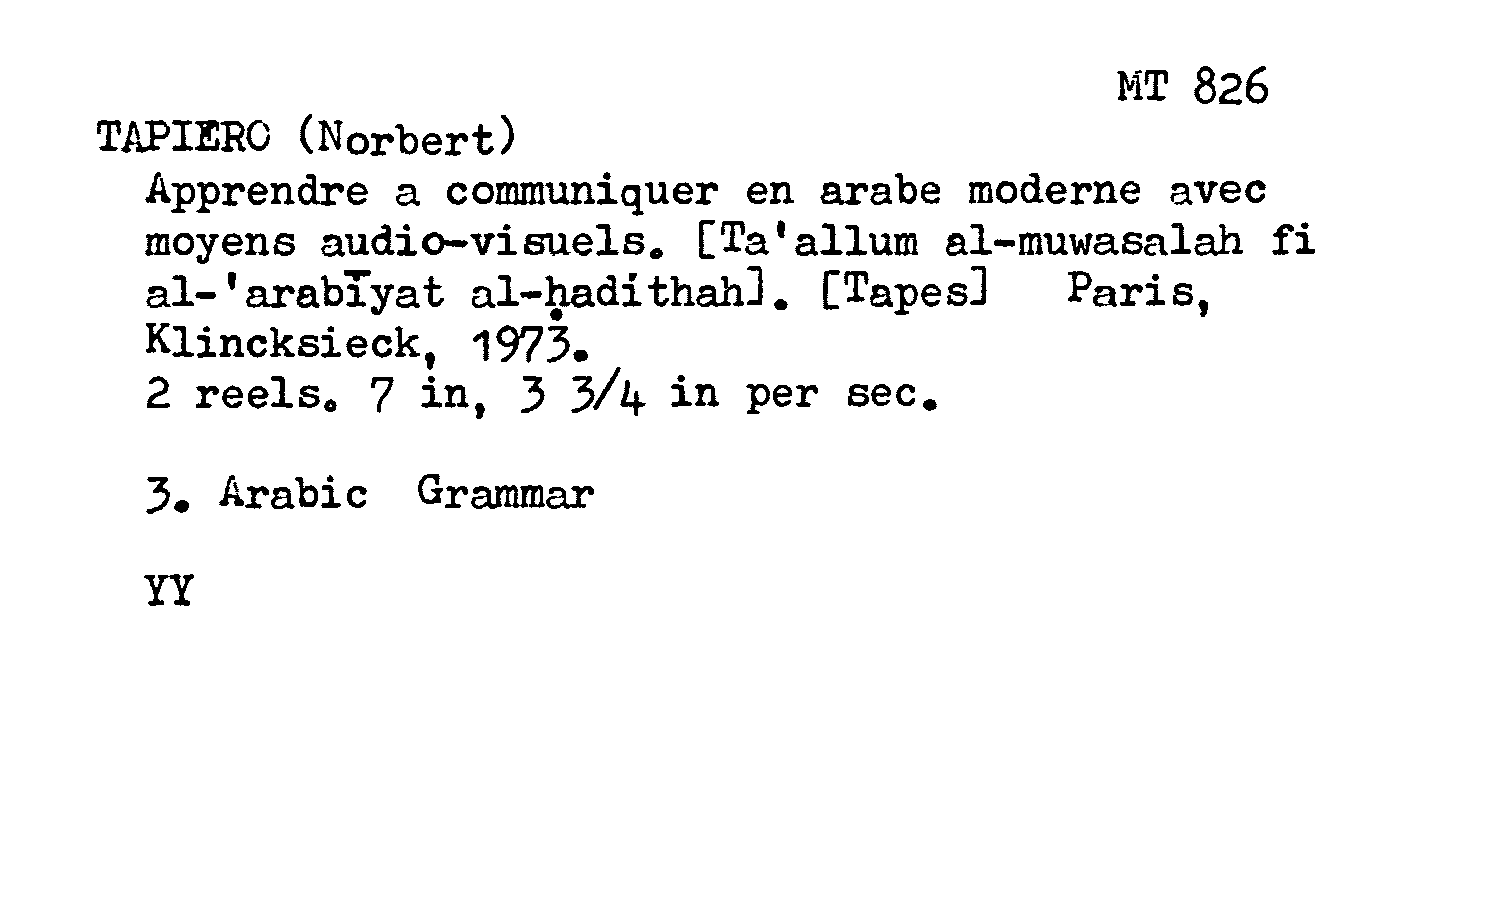 MT 826
TAPIERO (Norbert)
Apprendre a communiquer en arabe moderne avec
moyens audio-visuels. [Ta'allum al-muwasalah fi
al-'arabīyat al-ḥadithah]. [Tapes] Paris,
Klincksieck, 1973.
2 reels. 7 in, 3 3/4 in per sec.
3. Arabic Grammar
YY